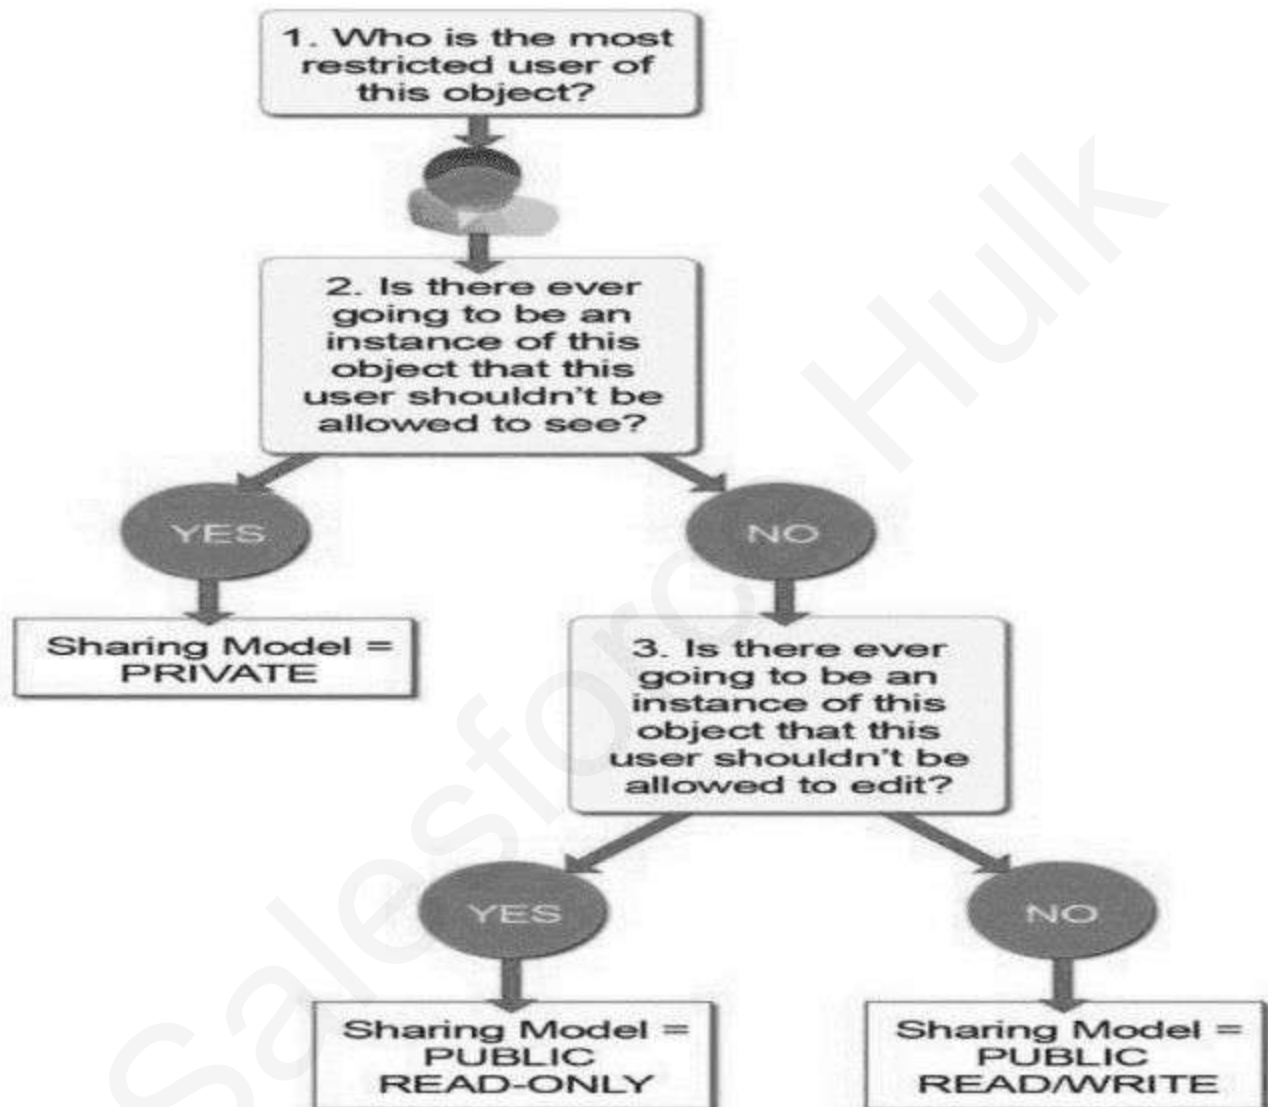 1. Who is the most
restricted user of
this object?
2. Is there ever
going to be an
instance of this
object that this
user shouldn't be
allowed to see?
YES
NO
Sharing Model =
PRIVATE
3. Is there ever
going to be an
instance of this
object that this
user shouldn't be
allowed to edit?
YES
NO
Sharing Model =
PUBLIC
READ-ONLY
Sharing Model =
PUBLIC
READ/WRITE
Salesforc Hulk